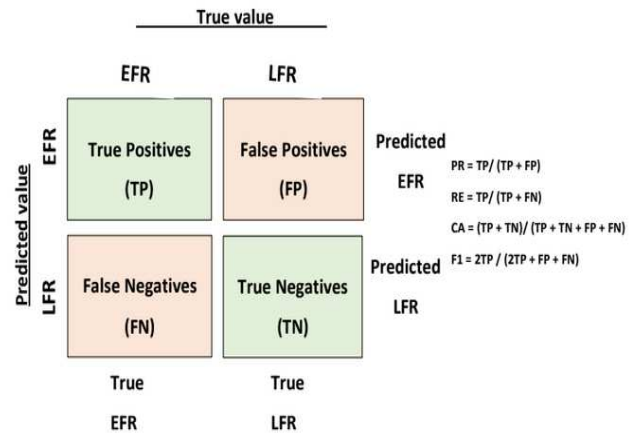 True value
EFR LFR
Predicted value
EFR
LFR
True Positives
(TP)
False Positives
(FP)
Predicted
EFR
False Negatives
(FN)
True Negatives
(TN)
Predicted
LFR
True
EFR
True
LFR
PR = TP/ (TP + FP)
RE = TP/ (TP + FN)
CA = (TP + TN)/ (TP + TN + FP + FN)
F1 = 2TP / (2TP + FP + FN)